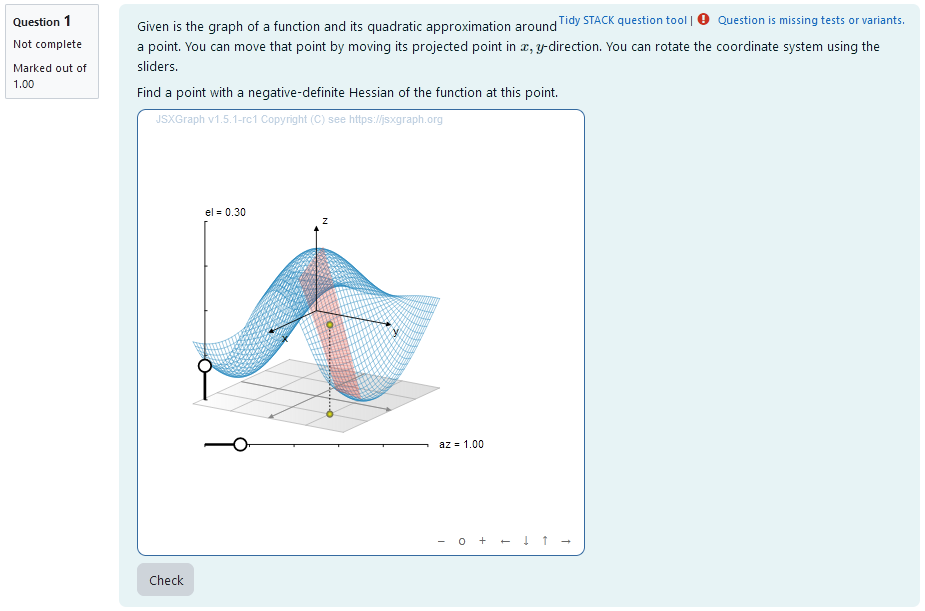 Question 1
Not complete
Marked out of
1.00
Tidy STACK question tool | Question is missing tests or variants.
Given is the graph of a function and its quadratic approximation around
a point. You can move that point by moving its projected point in x, y-direction. You can rotate the coordinate system using the
sliders.
Find a point with a negative-definite Hessian of the function at this point.
JSXGraph v1.5.1-rc1 Copyright (C) see https://jsxgraph.org
el = 0.30
z
x
y
az = 1.00
– o + ← ↓ ↑ →
Check